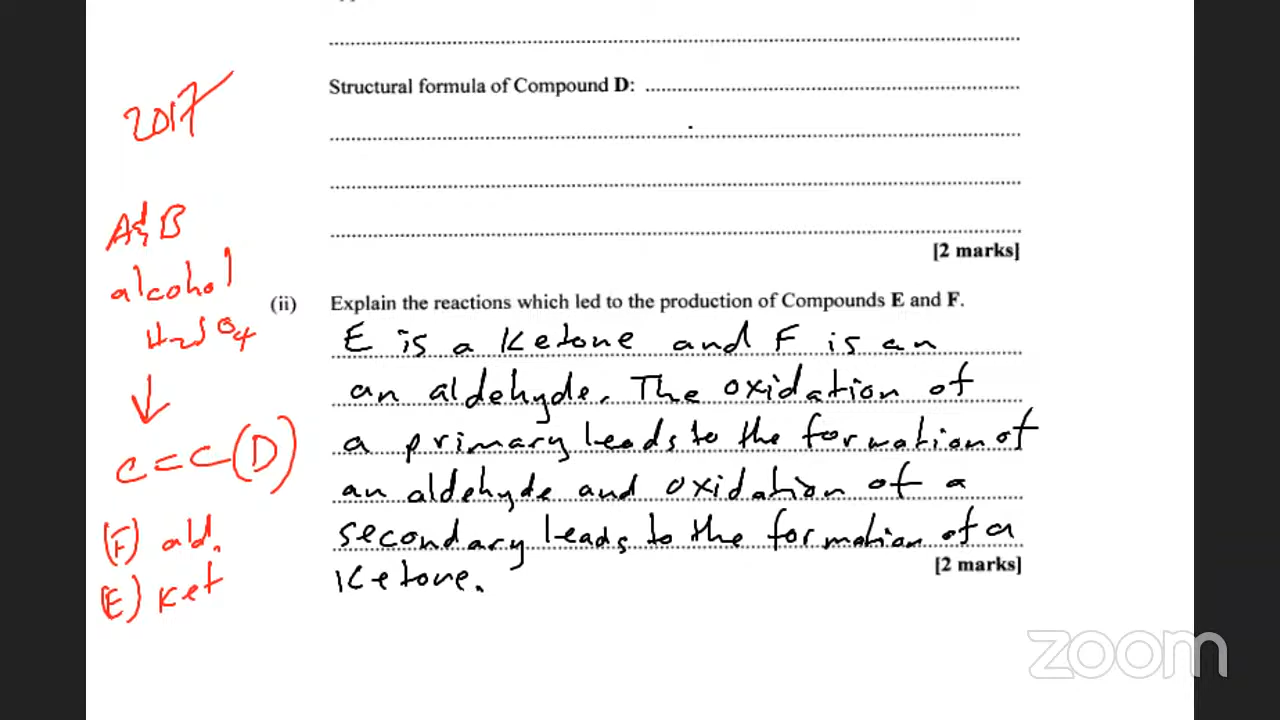 Structural formula of Compound D: ..........
2017
A & B
alcohol
H2SO4
C=C (D)
(F) ald.
(E) Ket
[2 marks]
(ii) Explain the reactions which led to the production of Compounds E and F.
E is a Ketone and F is an
an aldehyde. The oxidation of
a primary leads to the formation of
an aldehyde and oxidation of a
secondary leads to the formation of a
Ketone.
[2 marks]
zoom